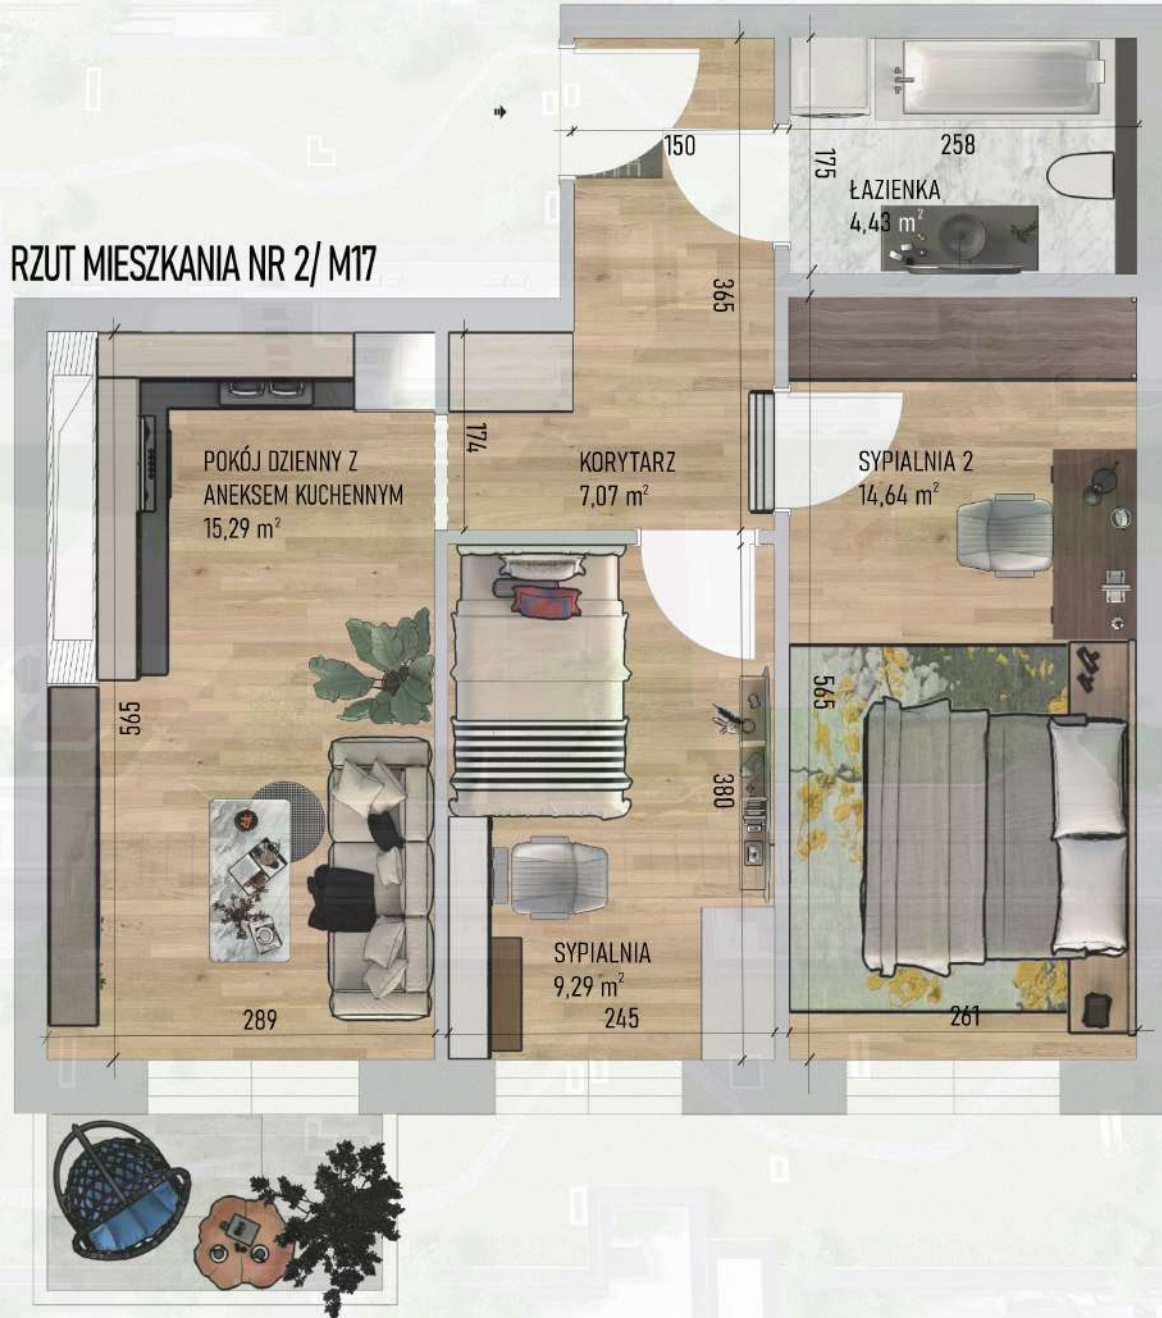 150
258
175
ŁAZIENKA
4,43 m²
RZUT MIESZKANIA NR 2/ M17
365
174
POKÓJ DZIENNY Z
ANEKSEM KUCHENNYM
15,29 m²
KORYTARZ
7,07 m²
SYPIALNIA 2
14,64 m²
565
565
380
SYPIALNIA
9,29 m²
289
245
261